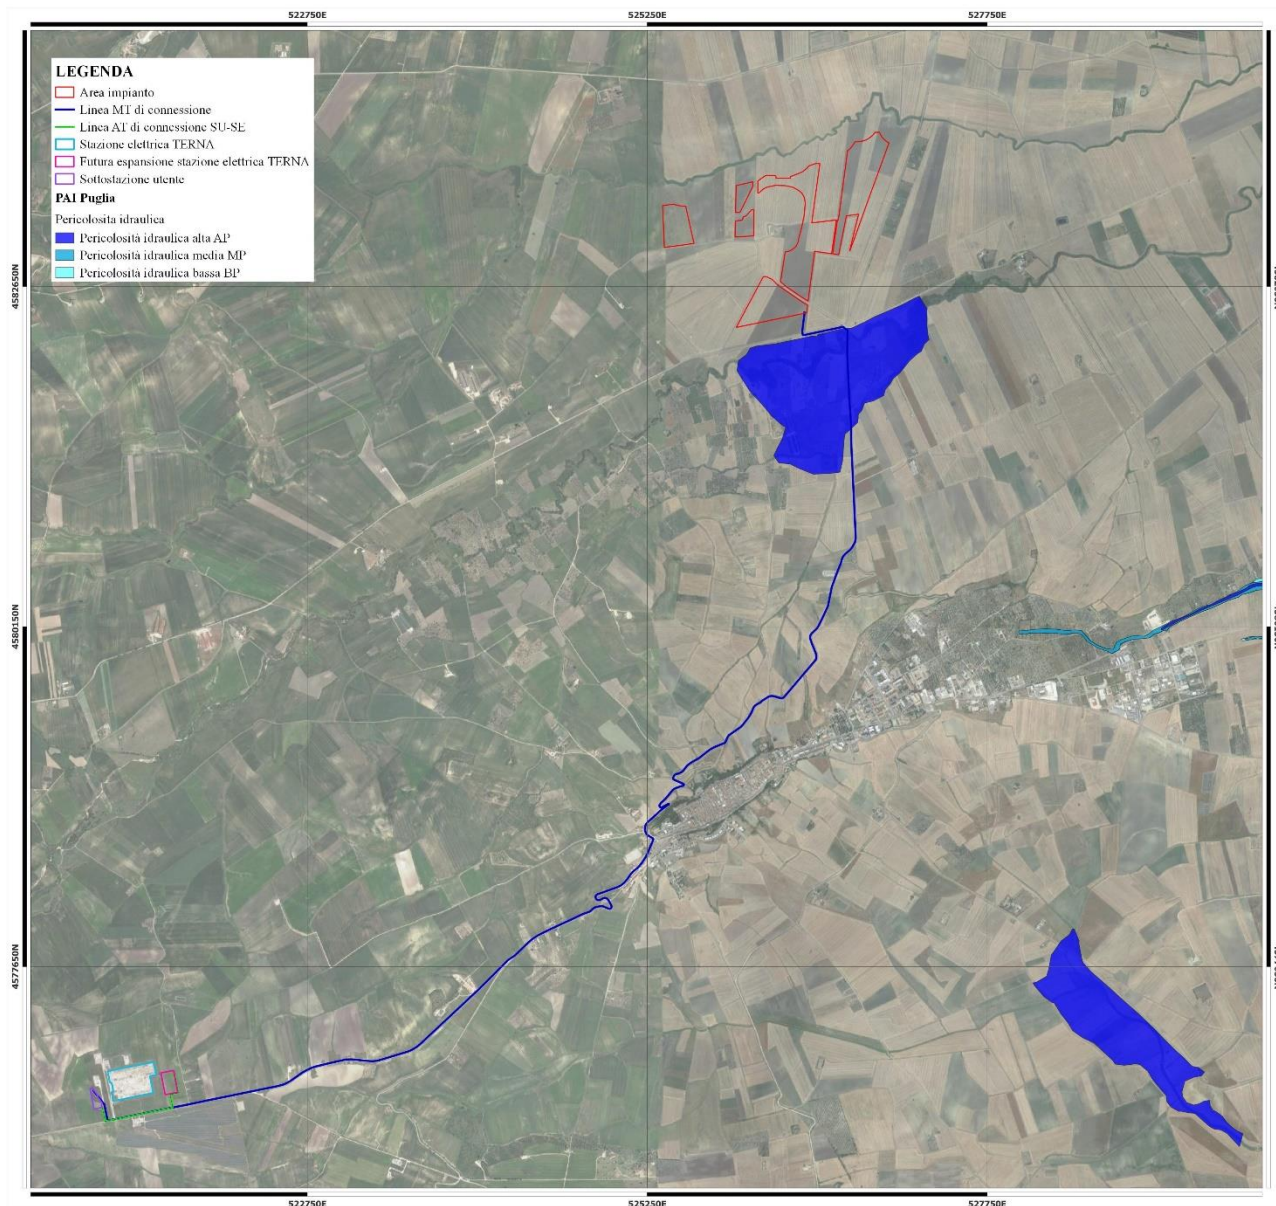 522750E 525250E 527750E
LEGENDA
Area impianto
Linea MT di connessione
Linea AT di connessione SU-SE
Stazione elettrica TERNA
Futura espansione stazione elettrica TERNA
Sottostazione utente
PAI Puglia
Pericolosita idraulica
Pericolosità idraulica alta AP
Pericolosità idraulica media MP
Pericolosità idraulica bassa BP
4582650N
4580150N
4577650N
522750E 525250E 527750E